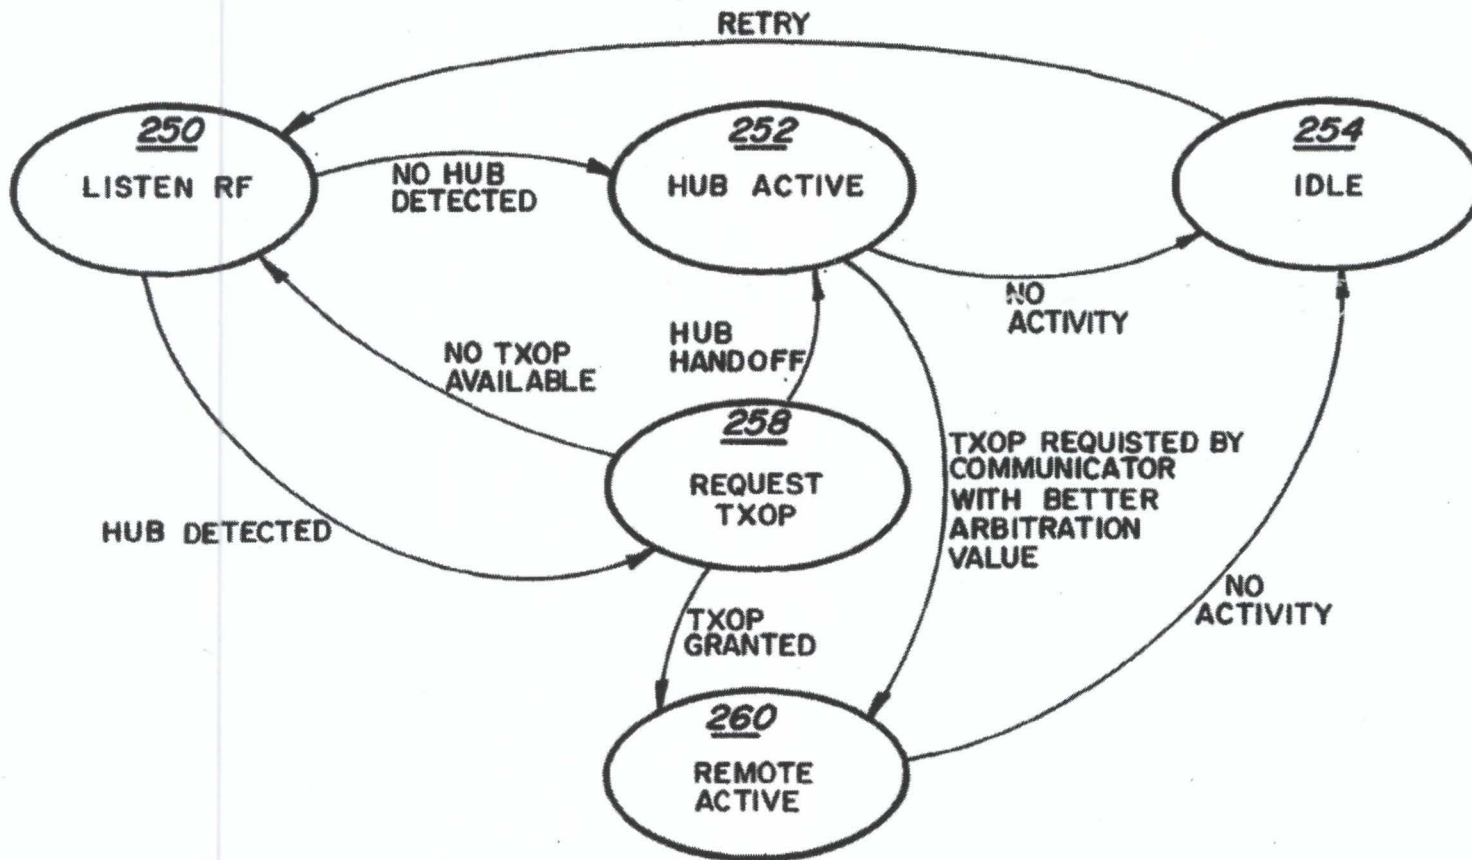 RETRY
250
LISTEN RF
NO HUB
DETECTED
252
HUB ACTIVE
254
IDLE
NO
ACTIVITY
HUB
HANDOFF
NO TXOP
AVAILABLE
258
REQUEST
TXOP
HUB DETECTED
TXOP REQUISTED BY
COMMUNICATOR
WITH BETTER
ARBITRATION
VALUE
NO
ACTIVITY
TXOP
GRANTED
260
REMOTE
ACTIVE